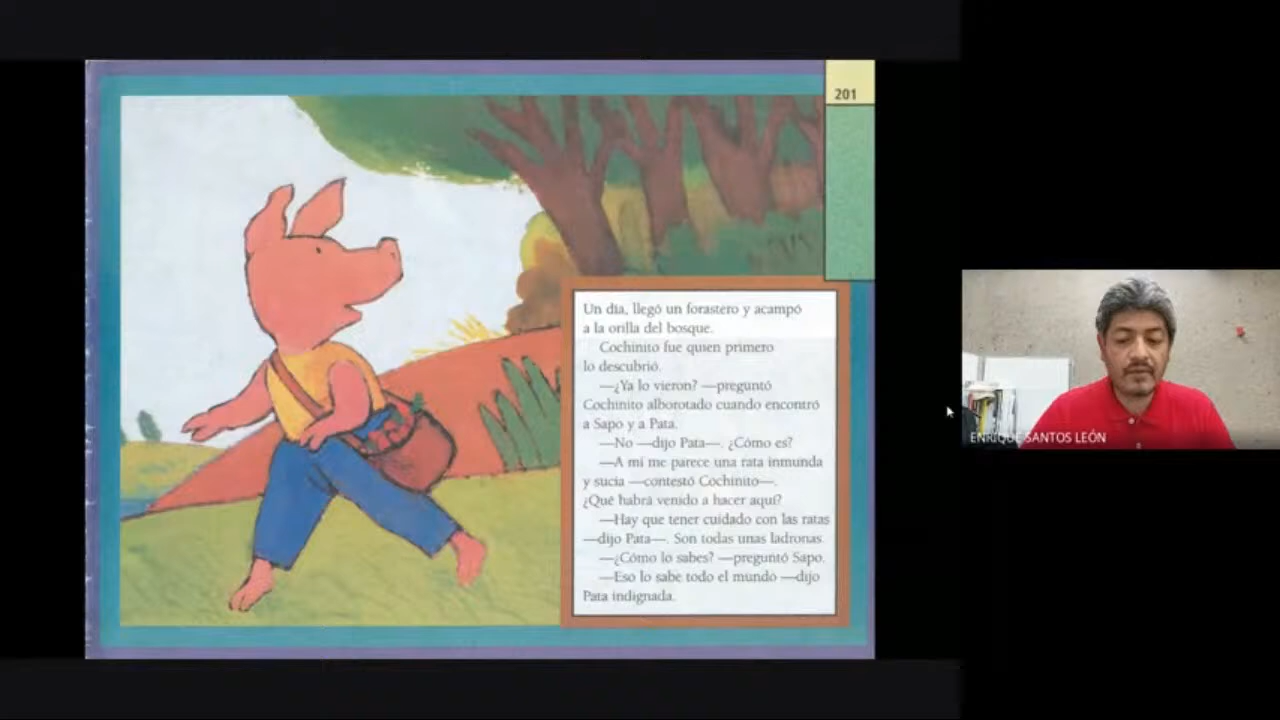 201
Un día, llegó un forastero y acampó
a la orilla del bosque.
Cochinito fue quien primero
lo descubrió.
—¿Ya lo vieron? —preguntó
Cochinito alborotado cuando encontró
a Sapo y a Pata.
—No —dijo Pata—. ¿Cómo es?
—A mí me parece una rata inmunda
y sucia —contestó Cochinito—.
¿Qué habrá venido a hacer aquí?
—Hay que tener cuidado con las ratas
—dijo Pata—. Son todas unas ladronas.
—¿Cómo lo sabes? —preguntó Sapo.
—Eso lo sabe todo el mundo —dijo
Pata indignada.
ENRIQUE SANTOS LEÓN